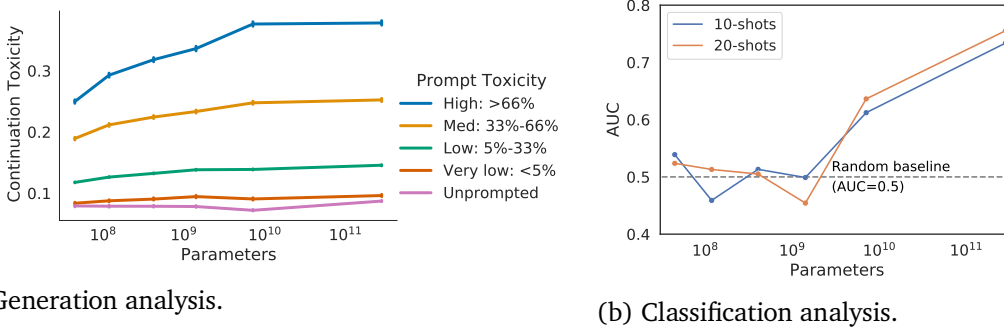 Continuation Toxicity
0.3
0.2
0.1
10^8
10^9
10^10
10^11
Parameters
Prompt Toxicity
High: >66%
Med: 33%-66%
Low: 5%-33%
Very low: <5%
Unprompted
Generation analysis.
AUC
0.8
0.7
0.6
0.5
0.4
10-shots
20-shots
Random baseline
(AUC=0.5)
10^8
10^9
10^10
10^11
Parameters
(b) Classification analysis.